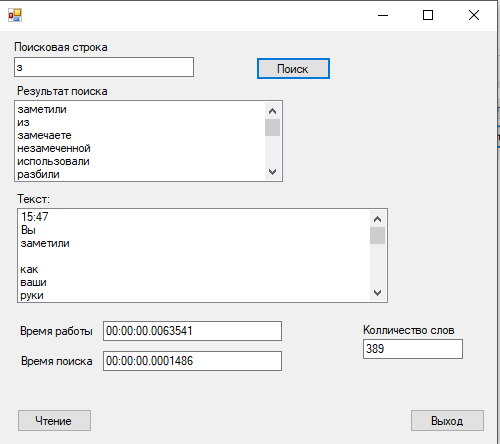 Поисковая строка
з
Поиск
Результат поиска
заметили
из
замечаете
незамеченной
использовали
разбили
Текст:
15:47
Вы
заметили
как
ваши
руки
Время работы 00:00:00.0063541
Колличество слов
389
Время поиска 00:00:00.0001486
Чтение
Выход